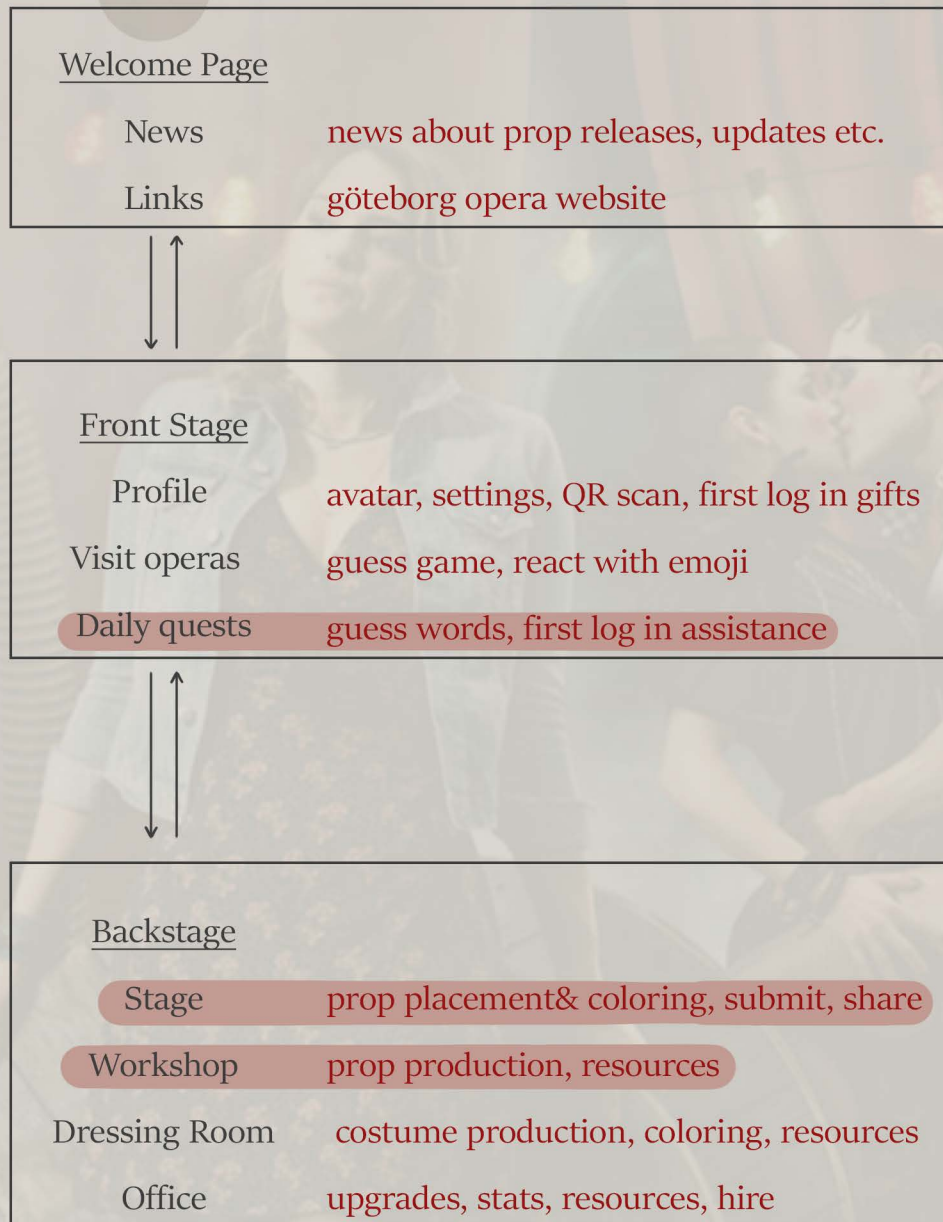 Welcome Page
News news about prop releases, updates etc.
Links göteborg opera website
Front Stage
Profile avatar, settings, QR scan, first log in gifts
Visit operas guess game, react with emoji
Daily quests guess words, first log in assistance
Backstage
Stage prop placement& coloring, submit, share
Workshop prop production, resources
Dressing Room costume production, coloring, resources
Office upgrades, stats, resources, hire